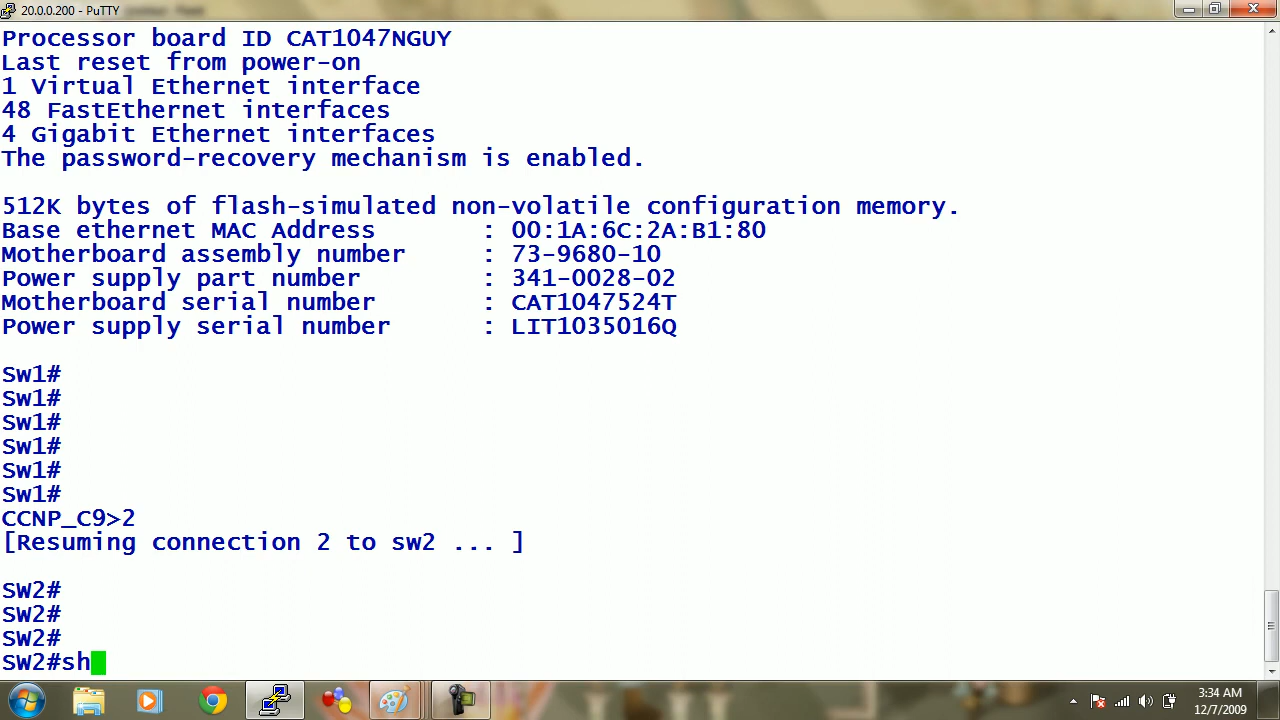 20.0.0.200 - PuTTY
Processor board ID CAT1047NGUY
Last reset from power-on
1 Virtual Ethernet interface
48 FastEthernet interfaces
4 Gigabit Ethernet interfaces
The password-recovery mechanism is enabled.
512K bytes of flash-simulated non-volatile configuration memory.
Base ethernet MAC Address : 00:1A:6C:2A:B1:80
Motherboard assembly number : 73-9680-10
Power supply part number : 341-0028-02
Motherboard serial number : CAT1047524T
Power supply serial number : LIT1035016Q
Sw1#
Sw1#
Sw1#
Sw1#
Sw1#
Sw1#
CCNP_C9>2
[Resuming connection 2 to sw2 ... ]
SW2#
SW2#
SW2#
SW2#sh
3:34 AM
12/7/2009